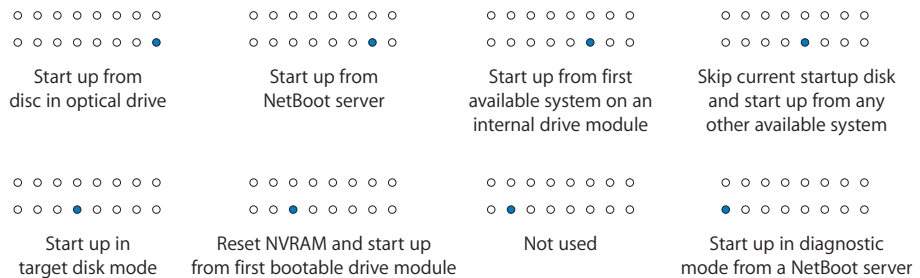 Start up from
disc in optical drive
Start up from
NetBoot server
Start up from first
available system on an
internal drive module
Skip current startup disk
and start up from any
other available system
Start up in
target disk mode
Reset NVRAM and start up
from first bootable drive module
Not used
Start up in diagnostic
mode from a NetBoot server